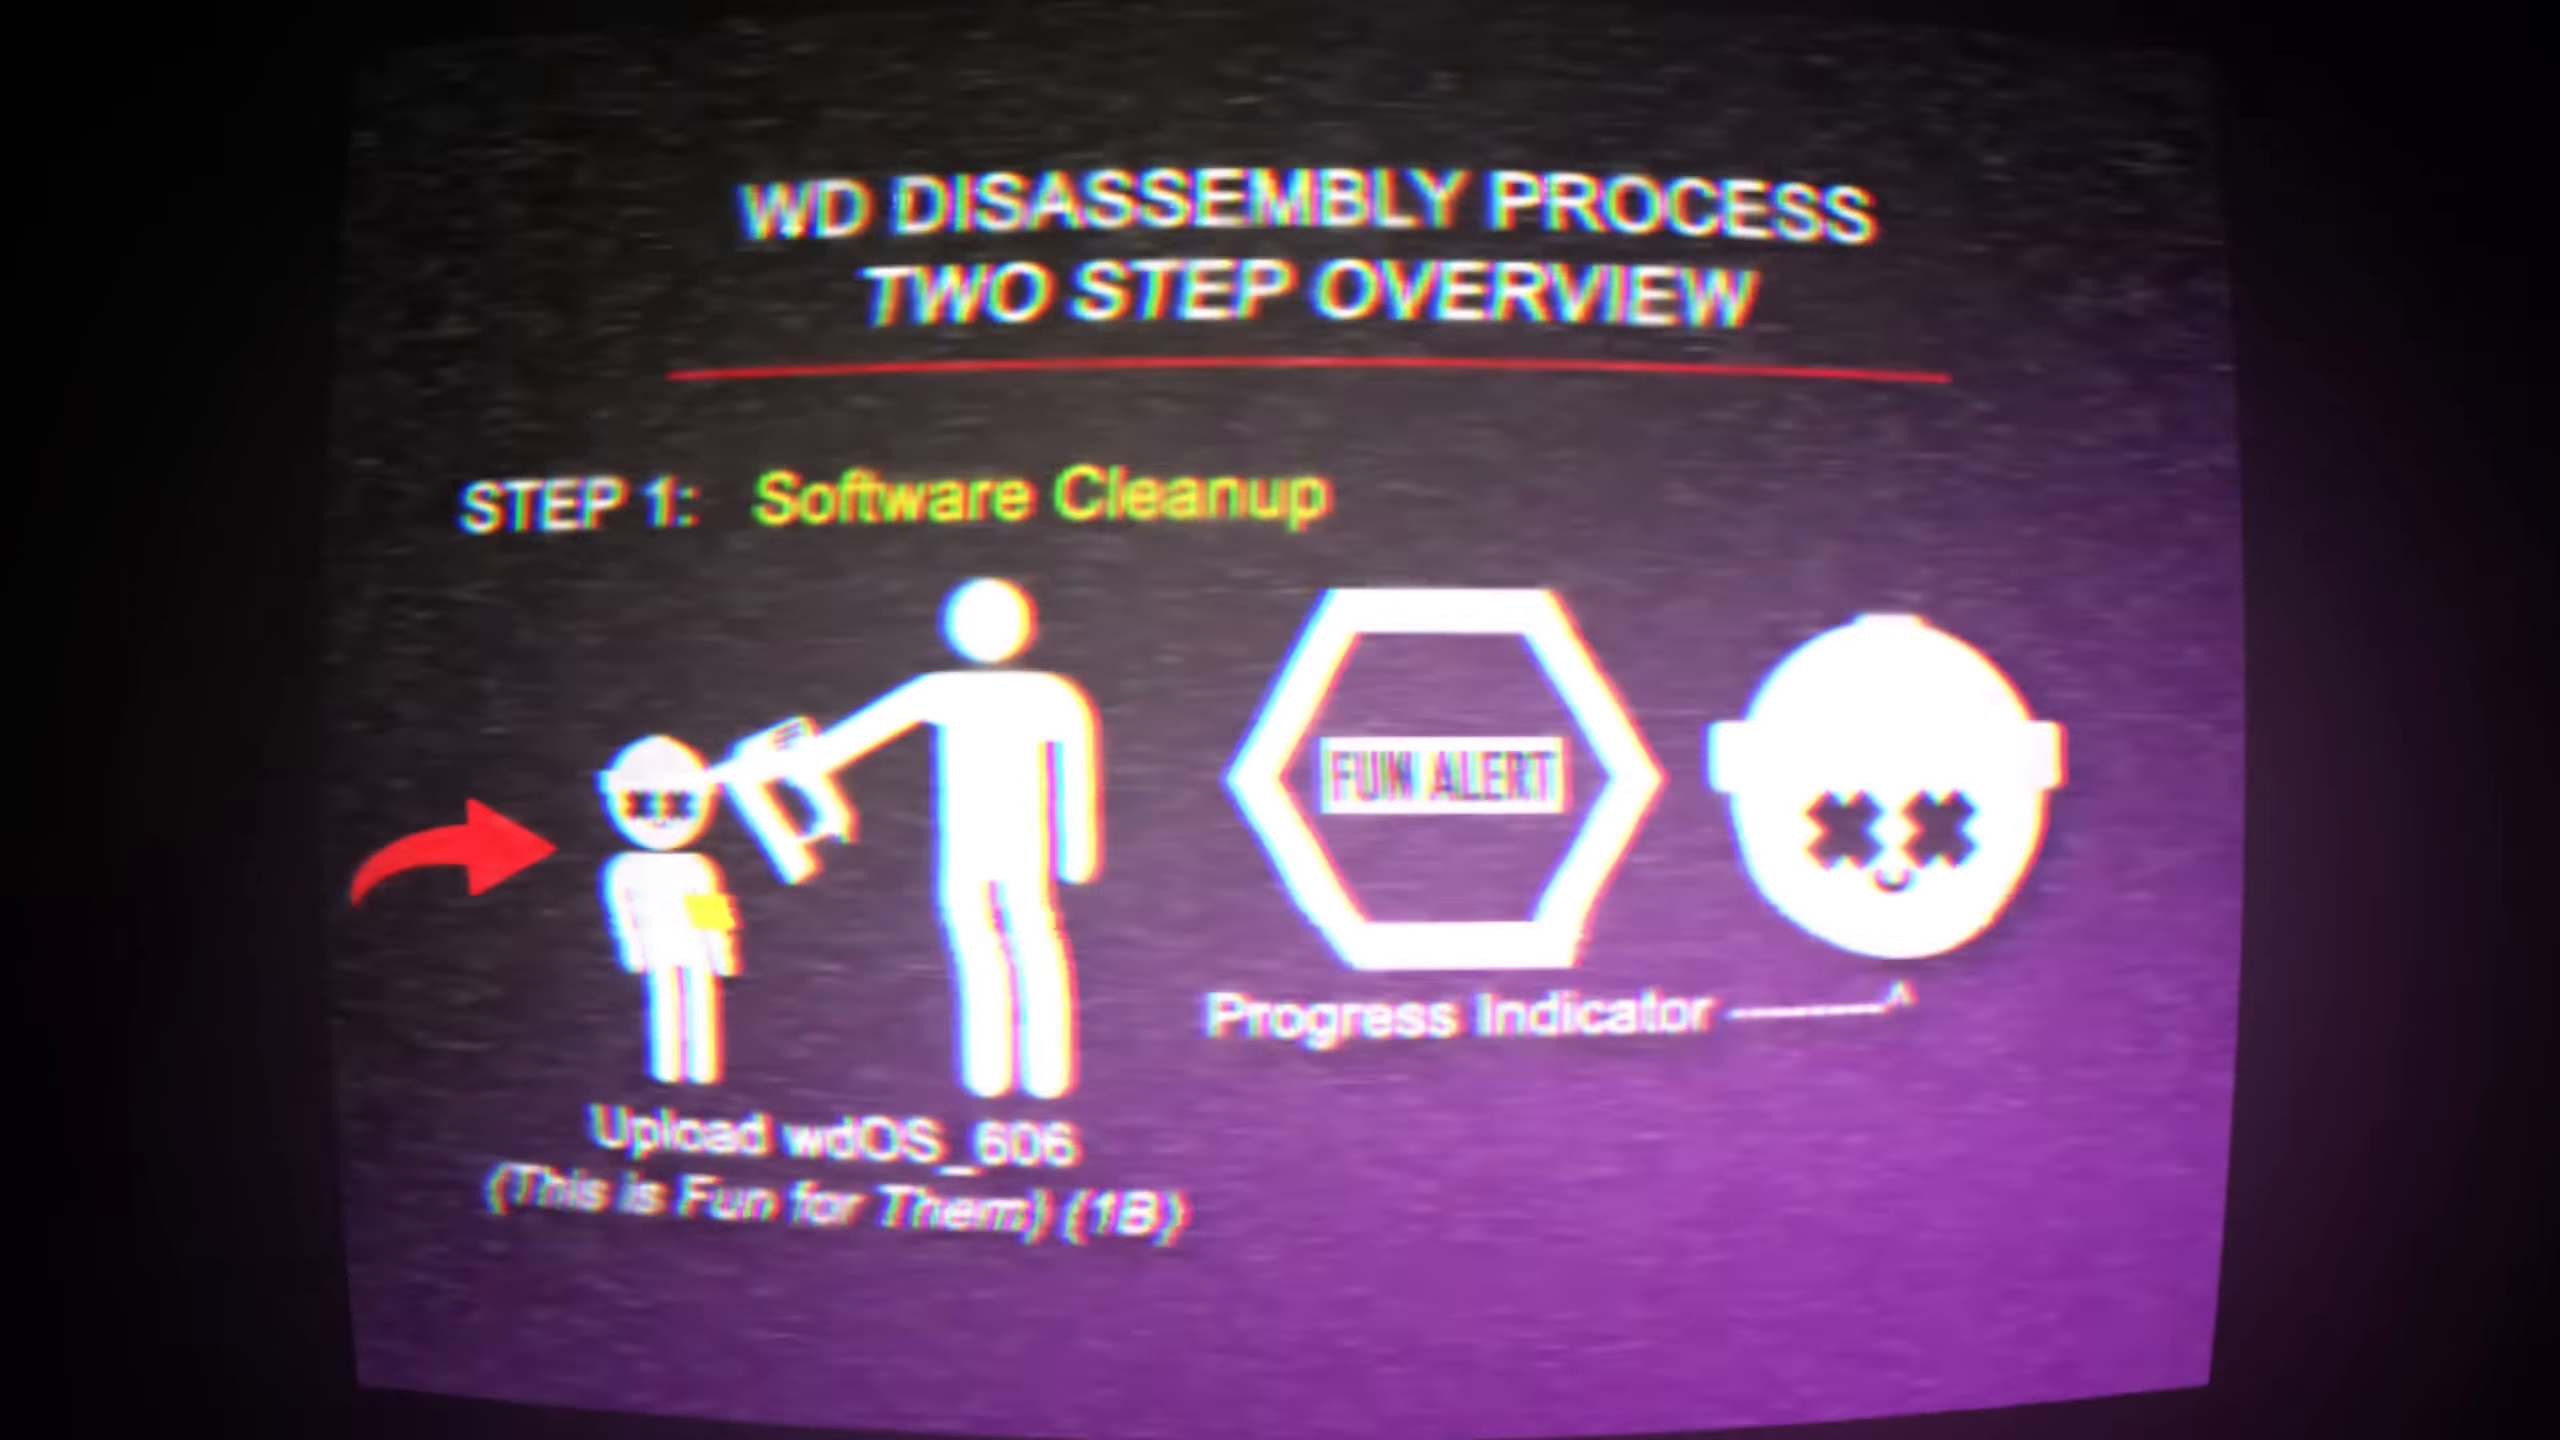 WD DISASSEMBLY PROCESS
TWO STEP OVERVIEW
STEP 1: Software Cleanup
FUN ALERT
Progress Indicator
Upload wdOS_606
(This is Fun for Them) (1B)